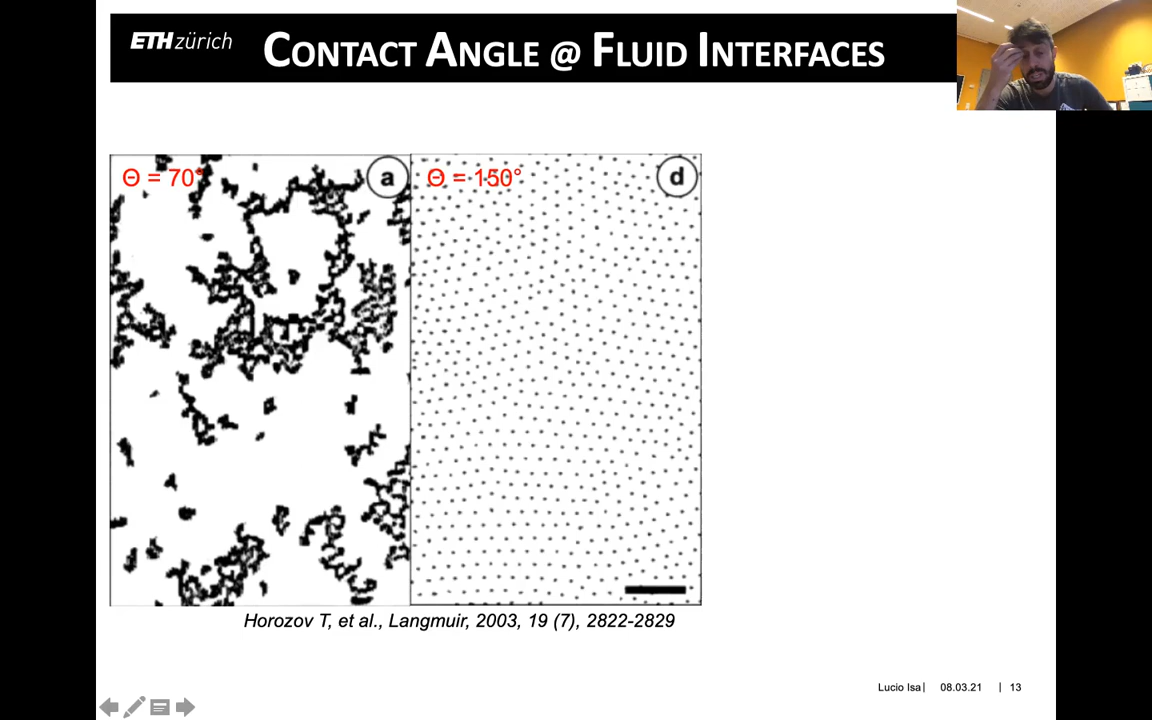 ETH zürich
CONTACT ANGLE @ FLUID INTERFACES
Θ = 70°
a
Θ = 150°
d
Horozov T, et al., Langmuir, 2003, 19 (7), 2822-2829
Lucio Isa| 08.03.21 | 13